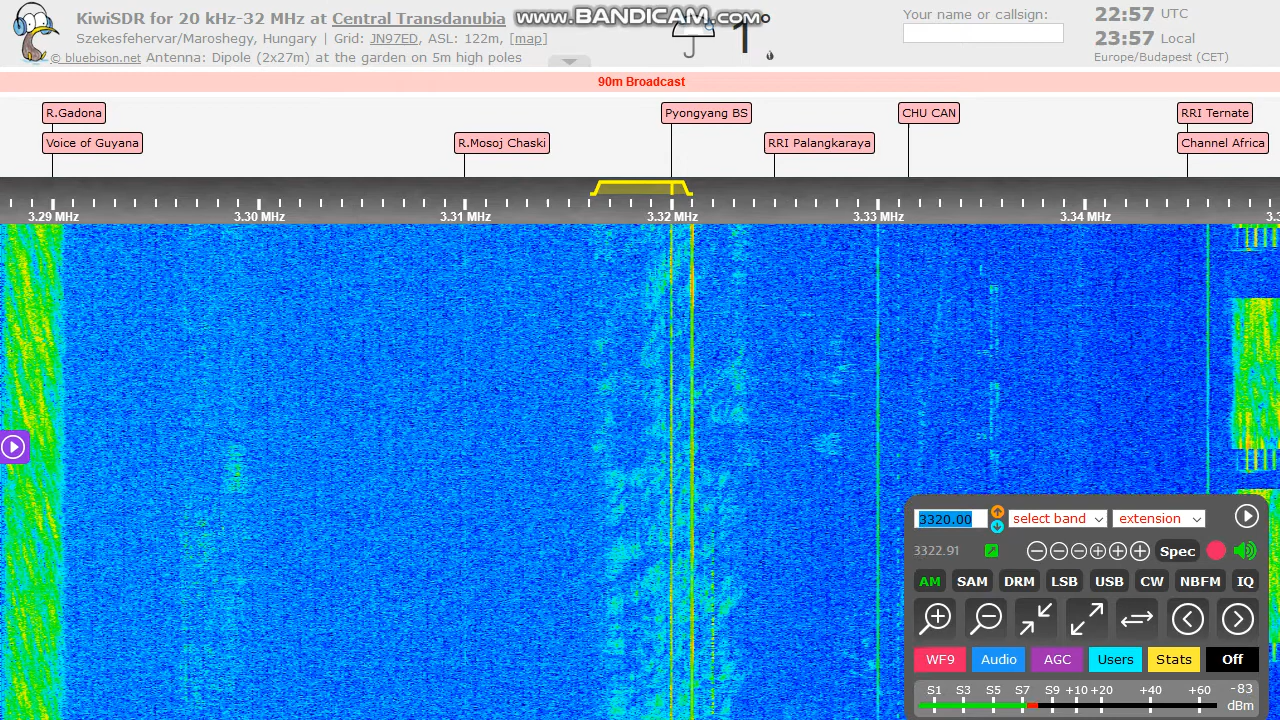 KiwiSDR for 20 kHz-32 MHz at Central Transdanubia
Szekesfehervar/Maroshegy, Hungary | Grid: JN97ED, ASL: 122m, [map]
© bluebison.net Antenna: Dipole (2x27m) at the garden on 5m high poles
www.BANDICAM.com
1
Your name or callsign:
22:57 UTC
23:57 Local
Europe/Budapest (CET)
90m Broadcast
R.Gadona
Pyongyang BS
CHU CAN
RRI Ternate
Voice of Guyana
R.Mosoj Chaski
RRI Palangkaraya
Channel Africa
3.29 MHz 3.30 MHz 3.31 MHz 3.32 MHz 3.33 MHz 3.34 MHz
3320.00 select band extension
3322.91 Spec
AM SAM DRM LSB USB CW NBFM IQ
WF9 Audio AGC Users Stats Off
S1 S3 S5 S7 S9 +10 +20 +40 +60 -83
dBm